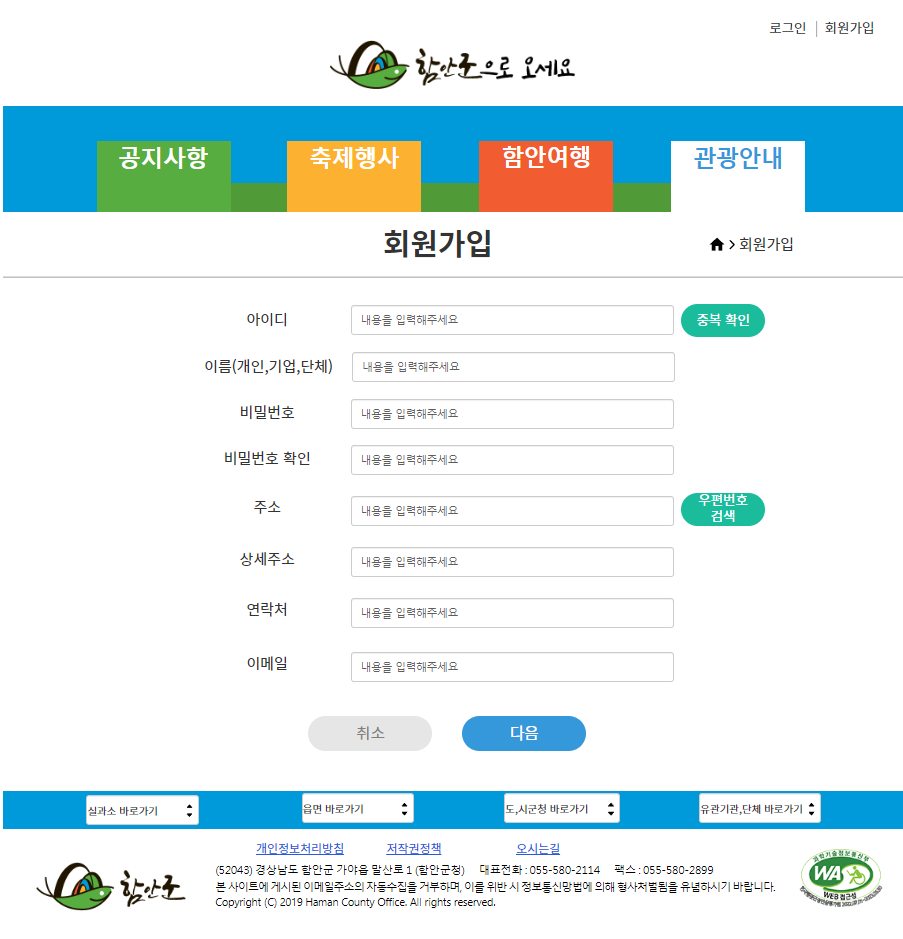 로그인 | 회원가입
함안군으로 오세요
공지사항 축제행사 함안여행 관광안내
회원가입
회원가입
아이디 내용을 입력해주세요 중복 확인
이름(개인,기업,단체) 내용을 입력해주세요
비밀번호 내용을 입력해주세요
비밀번호 확인 내용을 입력해주세요
주소 내용을 입력해주세요 우편번호
검색
상세주소 내용을 입력해주세요
연락처 내용을 입력해주세요
이메일 내용을 입력해주세요
취소 다음
실과소 바로가기 읍면 바로가기 도,시군청 바로가기 유관기관,단체 바로가기
개인정보처리방침 저작권정책 오시는길
(52043) 경상남도 함안군 가야읍 말산로 1 (함안군청) 대표전화 : 055-580-2114 팩스 : 055-580-2899
본 사이트에 게시된 이메일주소의 자동수집을 거부하며, 이를 위반 시 정보통신망법에 의해 형사처벌됨을 유념하시기 바랍니다.
Copyright (C) 2019 Haman County Office. All rights reserved.
함안군
과학기술정보통신부
WA
WEB 접근성